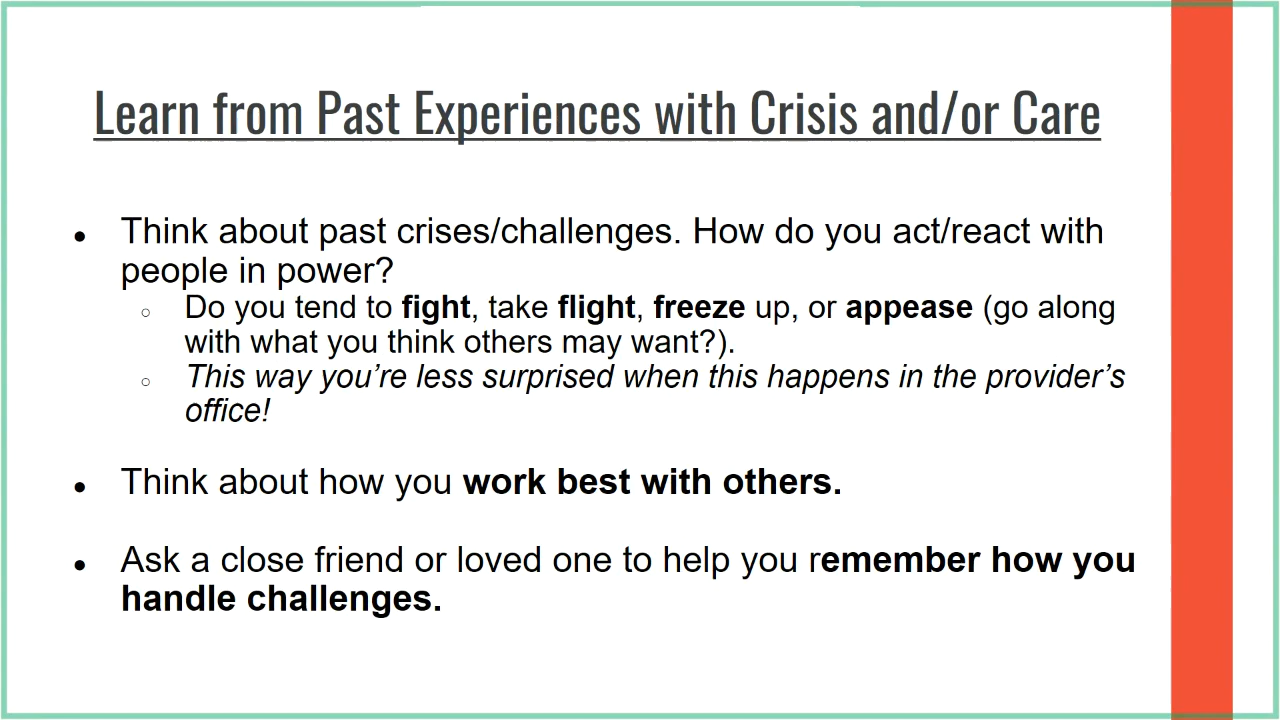 Learn from Past Experiences with Crisis and/or Care
● Think about past crises/challenges. How do you act/react with
people in power?
○ Do you tend to fight, take flight, freeze up, or appease (go along
with what you think others may want?).
○ This way you’re less surprised when this happens in the provider’s
office!
● Think about how you work best with others.
● Ask a close friend or loved one to help you remember how you
handle challenges.